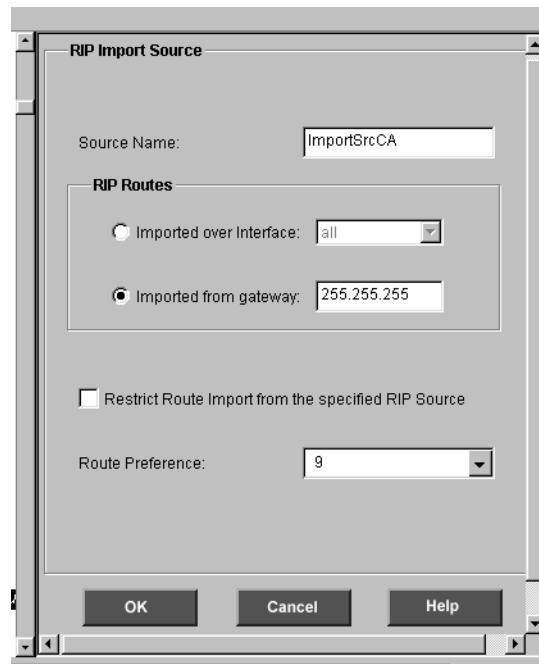 RIP Import Source
Source Name: ImportSrcCA
RIP Routes
Imported over Interface: all
Imported from gateway: 255.255.255
Restrict Route Import from the specified RIP Source
Route Preference: 9
OK Cancel Help